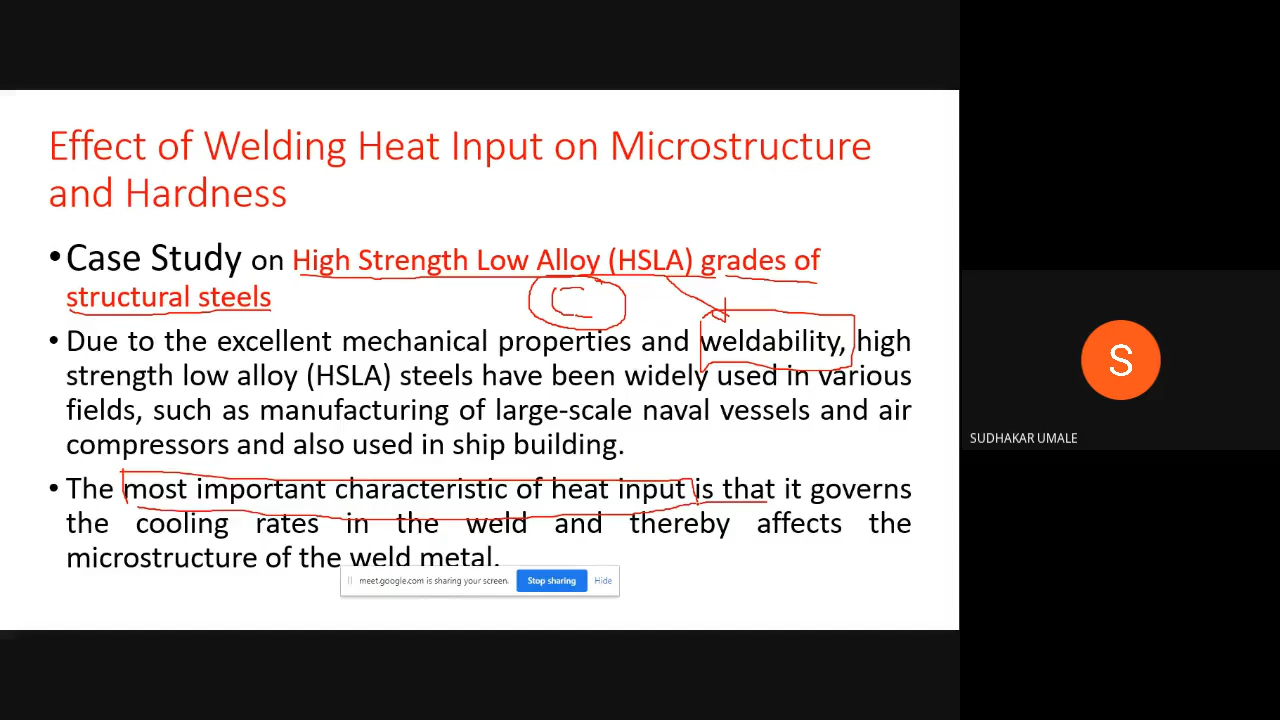 Effect of Welding Heat Input on Microstructure
and Hardness
•Case Study on High Strength Low Alloy (HSLA) grades of
structural steels
C
• Due to the excellent mechanical properties and weldability, high
strength low alloy (HSLA) steels have been widely used in various
fields, such as manufacturing of large-scale naval vessels and air
compressors and also used in ship building.
• The most important characteristic of heat input is that it governs
the cooling rates in the weld and thereby affects the
microstructure of the weld metal.
meet.google.com is sharing your screen. Stop sharing Hide
S
SUDHAKAR UMALE